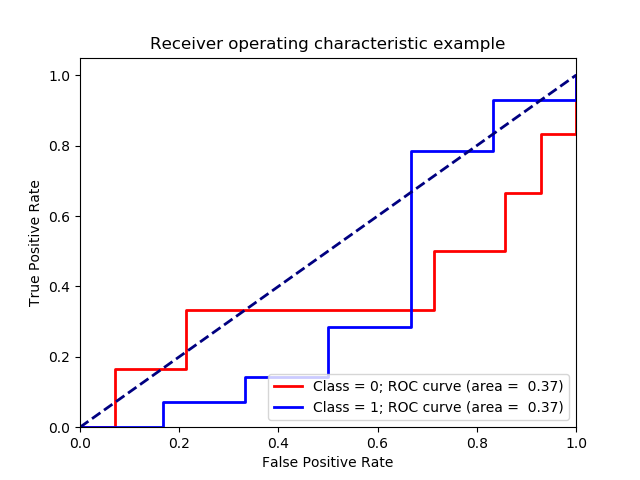 Receiver operating characteristic example
1.0
0.8
0.6
0.4
0.2
0.0
True Positive Rate
Class = 0; ROC curve (area =  0.37)
Class = 1; ROC curve (area =  0.37)
0.0 0.2 0.4 0.6 0.8 1.0
False Positive Rate